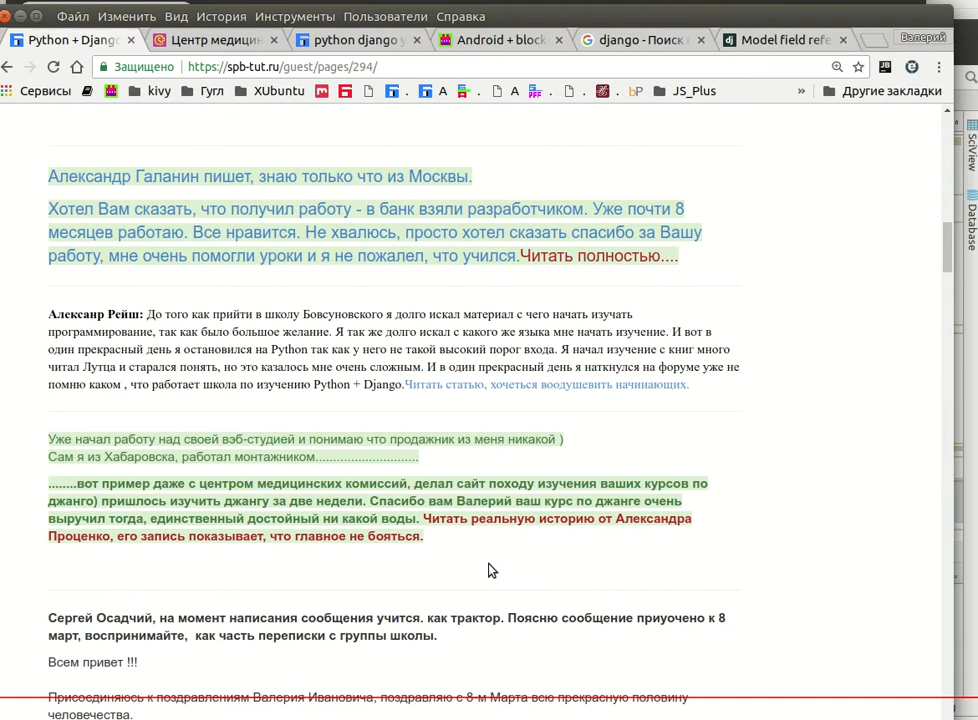 Файл Изменить Вид История Инструменты Пользователи Справка
Python + Djang Центр медицин python django у Android + block django - Поиск Model field refe Валерий
Защищено https://spb-tut.ru/guest/pages/294/
Сервисы kivy Гугл XUbuntu . А . А . . bP JS_Plus » Другие закладки
SciView
Database
Александр Галанин пишет, знаю только что из Москвы.
Хотел Вам сказать, что получил работу - в банк взяли разработчиком. Уже почти 8
месяцев работаю. Все нравится. Не хвалюсь, просто хотел сказать спасибо за Вашу
работу, мне очень помогли уроки и я не пожалел, что учился.Читать полностью....
Алексанр Рейш: До того как прийти в школу Бовсуновского я долго искал материал с чего начать изучать
программирование, так как было большое желание. Я так же долго искал с какого же языка мне начать изучение. И вот в
один прекрасный день я остановился на Python так как у него не такой высокий порог входа. Я начал изучение с книг много
читал Лутца и старался понять, но это казалось мне очень сложным. И в один прекрасный день я наткнулся на форуме уже не
помню каком , что работает школа по изучению Python + Django.Читать статью, хочеться воодушевить начинающих.
Уже начал работу над своей вэб-студией и понимаю что продажник из меня никакой )
Сам я из Хабаровска, работал монтажником.............................
........вот пример даже с центром медицинских комиссий, делал сайт походу изучения ваших курсов по
джанго) пришлось изучить джангу за две недели. Спасибо вам Валерий ваш курс по джанге очень
выручил тогда, единственный достойный ни какой воды. Читать реальную историю от Александра
Проценко, его запись показывает, что главное не бояться.
Сергей Осадчий, на момент написания сообщения учится. как трактор. Поясню сообщение приуочено к 8
март, воспринимайте, как часть переписки с группы школы.
Всем привет !!!
Присоединяюсь к поздравлениям Валерия Ивановича, поздравляю с 8-м Марта всю прекрасную половину
человечества.